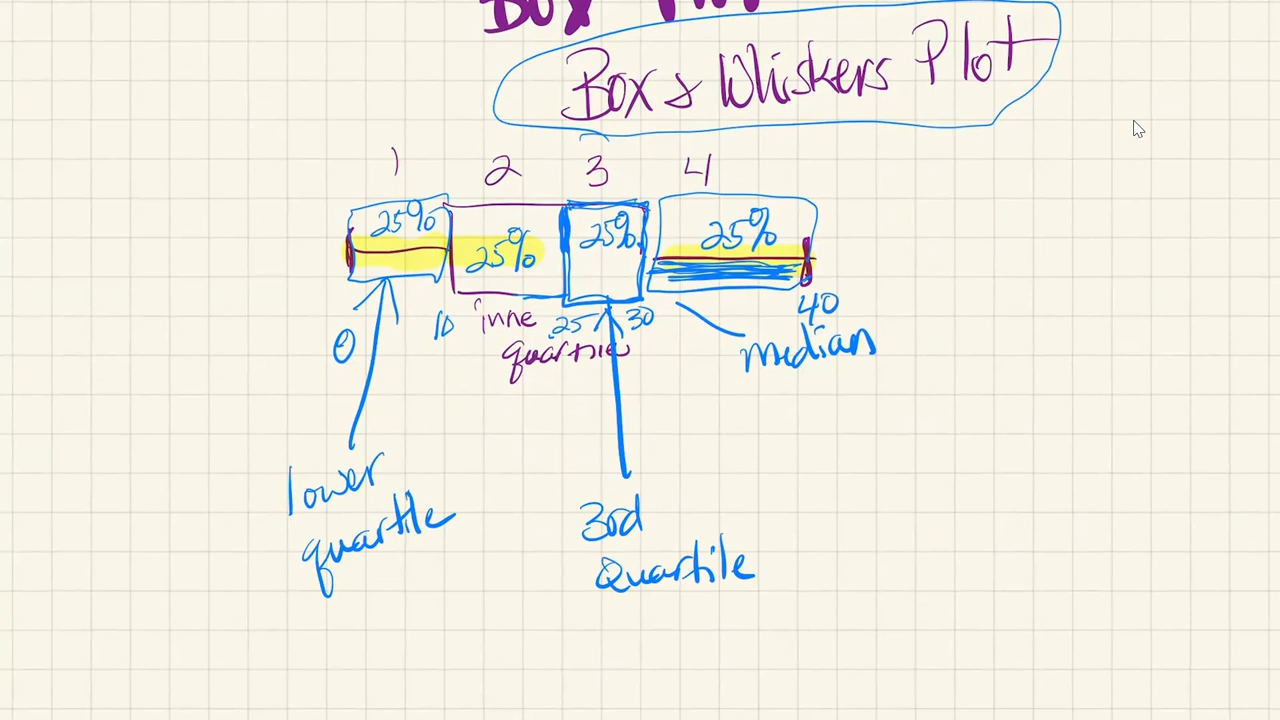 Box
Box & Whiskers Plot
1 2 3 4
25% 25% 25% 25%
0 10 25 30 40
inne
quartile
median
lower
quartile
3rd
Quartile